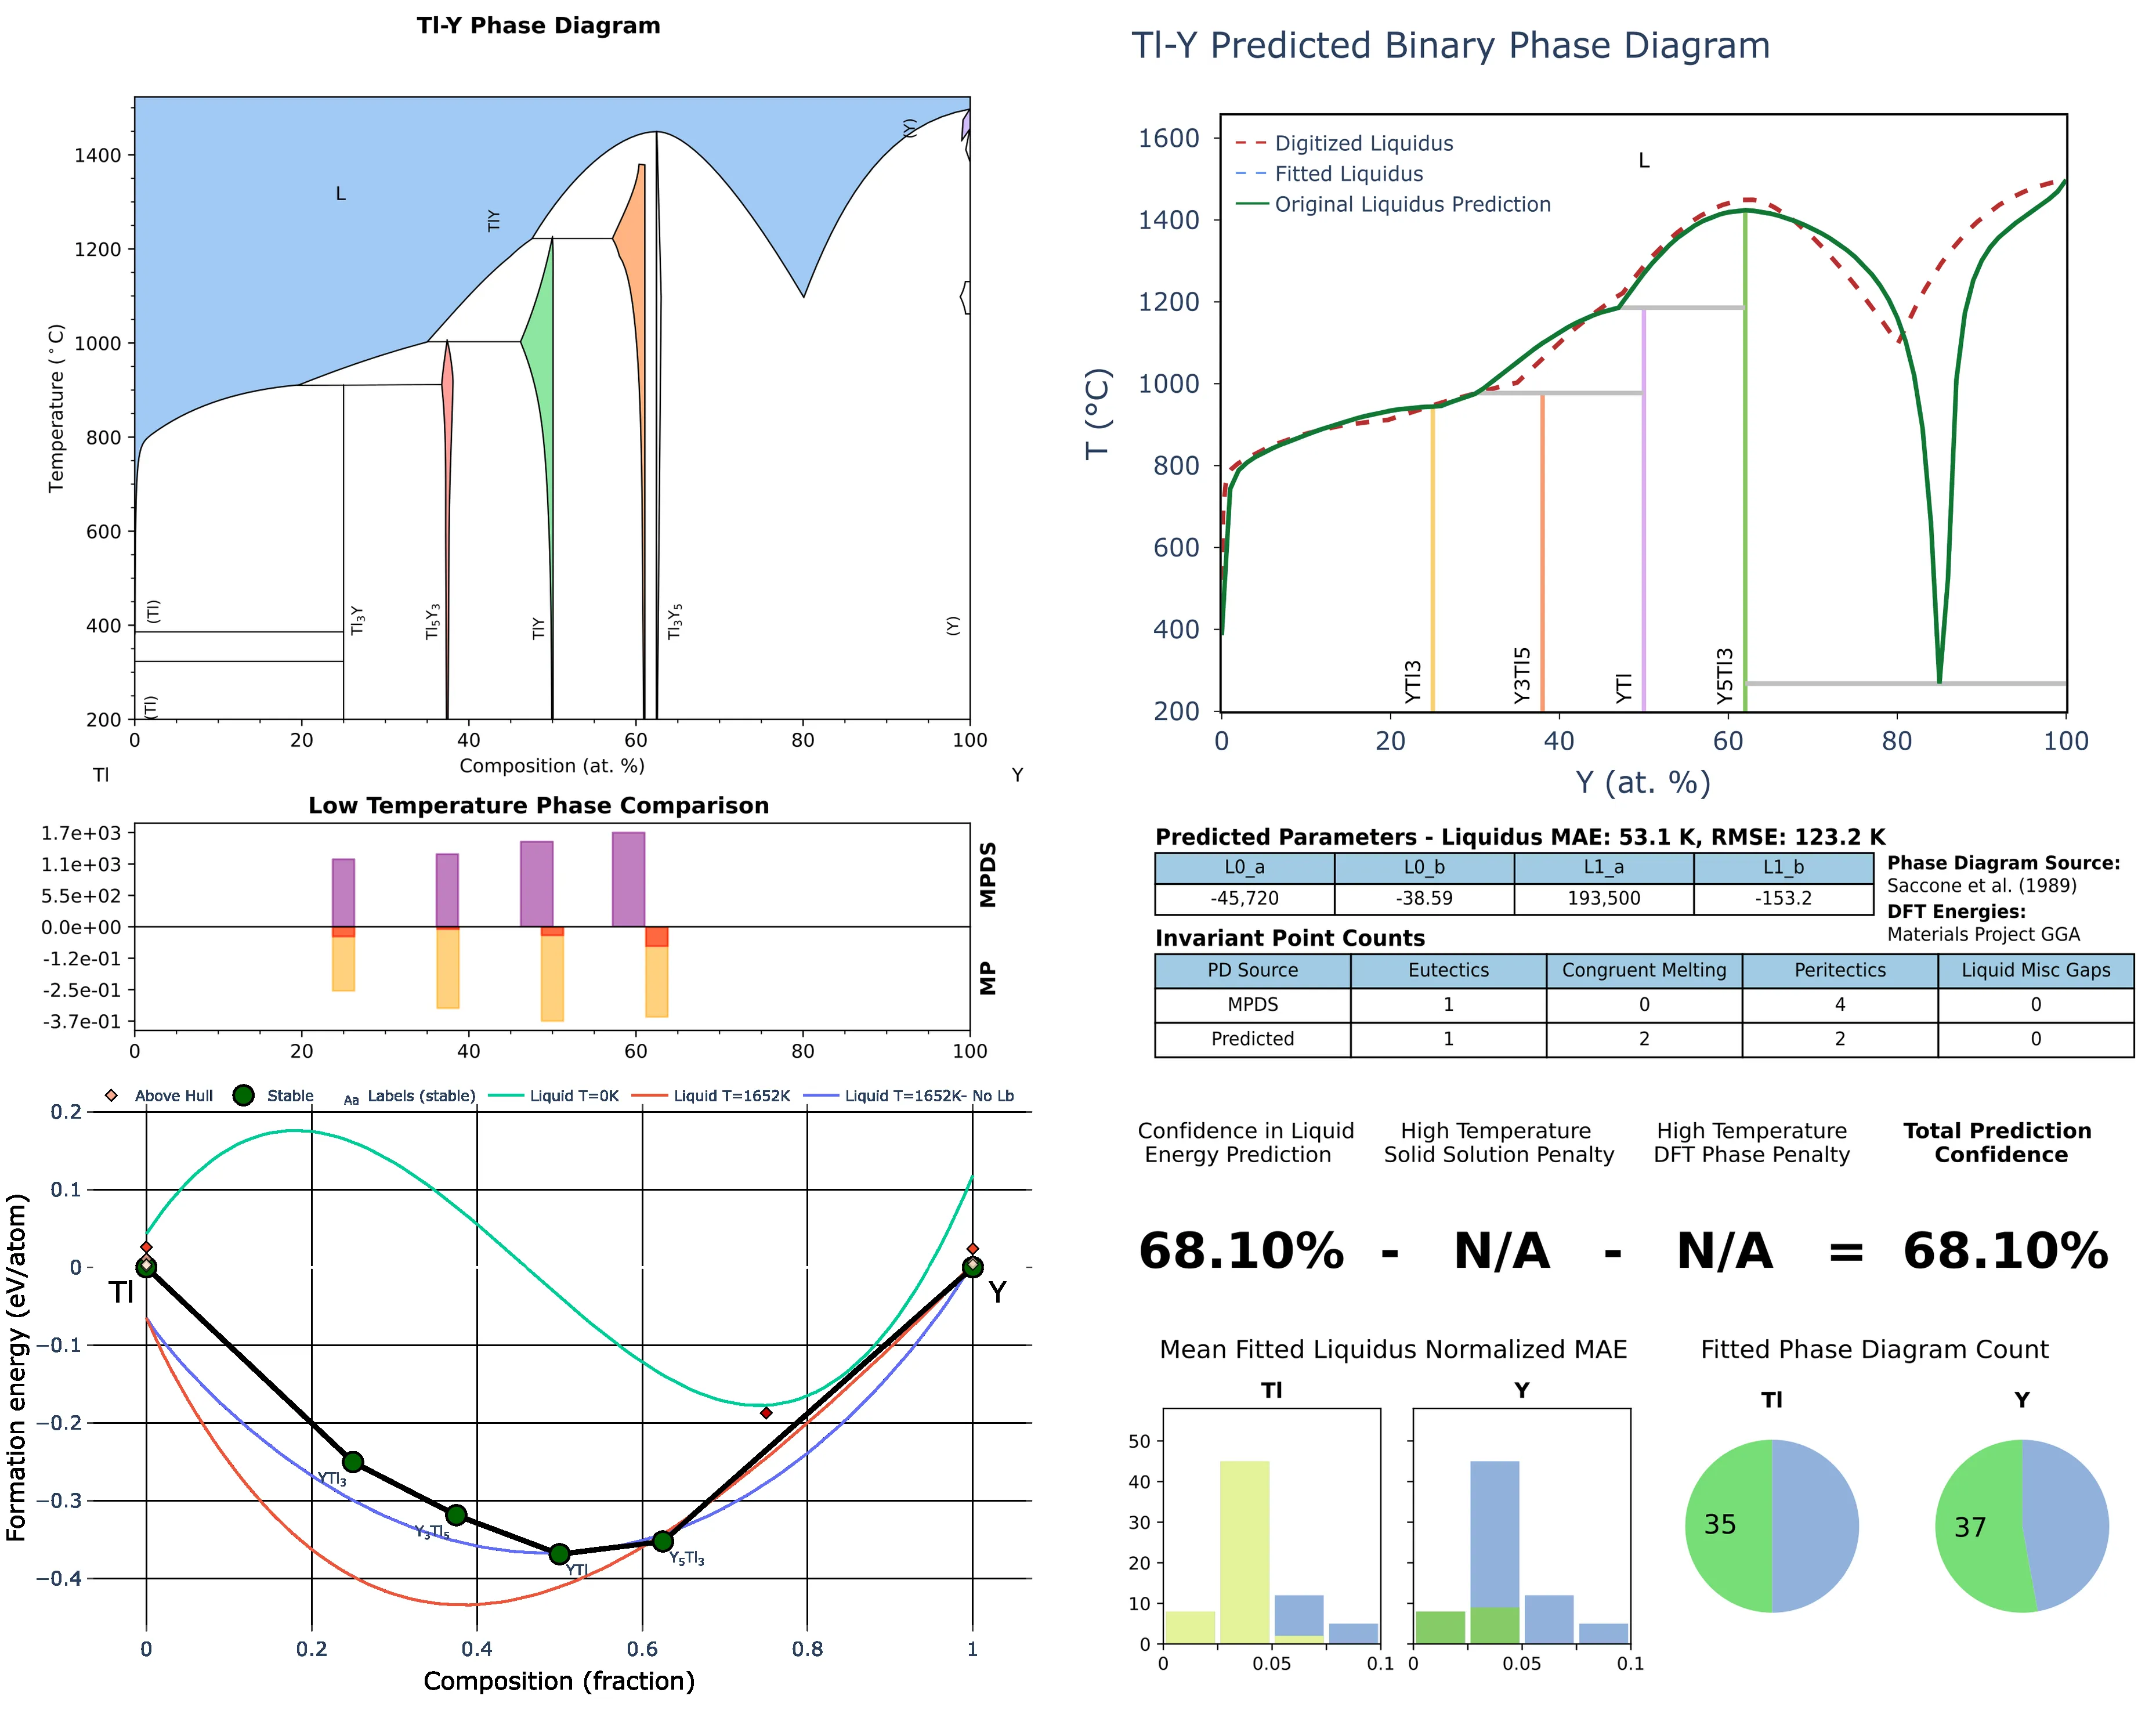 Tl-Y Phase Diagram
1400
1200
1000
800
600
400
200
Temperature (°C)
L
TlY
(Y)
(Tl)
(Tl)
Tl3Y
Tl5Y3
TlY
Tl3Y5
(Y)
0 20 40 60 80 100
Composition (at. %)
Tl Y
Low Temperature Phase Comparison
1.7e+03
1.1e+03
5.5e+02
0.0e+00
-1.2e-01
-2.5e-01
-3.7e-01
MPDS
MP
0 20 40 60 80 100
Above Hull Stable Aa Labels (stable) Liquid T=0K Liquid T=1652K Liquid T=1652K- No Lb
0.2
0.1
0
−0.1
−0.2
−0.3
−0.4
Formation energy (eV/atom)
Tl
Y
YTl3
Y3Tl5
YTl
Y5Tl3
0 0.2 0.4 0.6 0.8 1
Composition (fraction)
Tl-Y Predicted Binary Phase Diagram
1600
1400
1200
1000
800
600
400
200
T (°C)
Digitized Liquidus
Fitted Liquidus
Original Liquidus Prediction
L
YTl3
Y3Tl5
YTl
Y5Tl3
0 20 40 60 80 100
Y (at. %)
Predicted Parameters - Liquidus MAE: 53.1 K, RMSE: 123.2 K
L0_a L0_b L1_a L1_b
-45,720 -38.59 193,500 -153.2
Phase Diagram Source:
Saccone et al. (1989)
DFT Energies:
Materials Project GGA
Invariant Point Counts
PD Source Eutectics Congruent Melting Peritectics Liquid Misc Gaps
MPDS 1 0 4 0
Predicted 1 2 2 0
Confidence in Liquid
Energy Prediction
High Temperature
Solid Solution Penalty
High Temperature
DFT Phase Penalty
Total Prediction
Confidence
68.10% - N/A - N/A = 68.10%
Mean Fitted Liquidus Normalized MAE
Tl
Y
50
40
30
20
10
0
0 0.05 0.1
0 0.05 0.1
Fitted Phase Diagram Count
Tl
Y
35
37